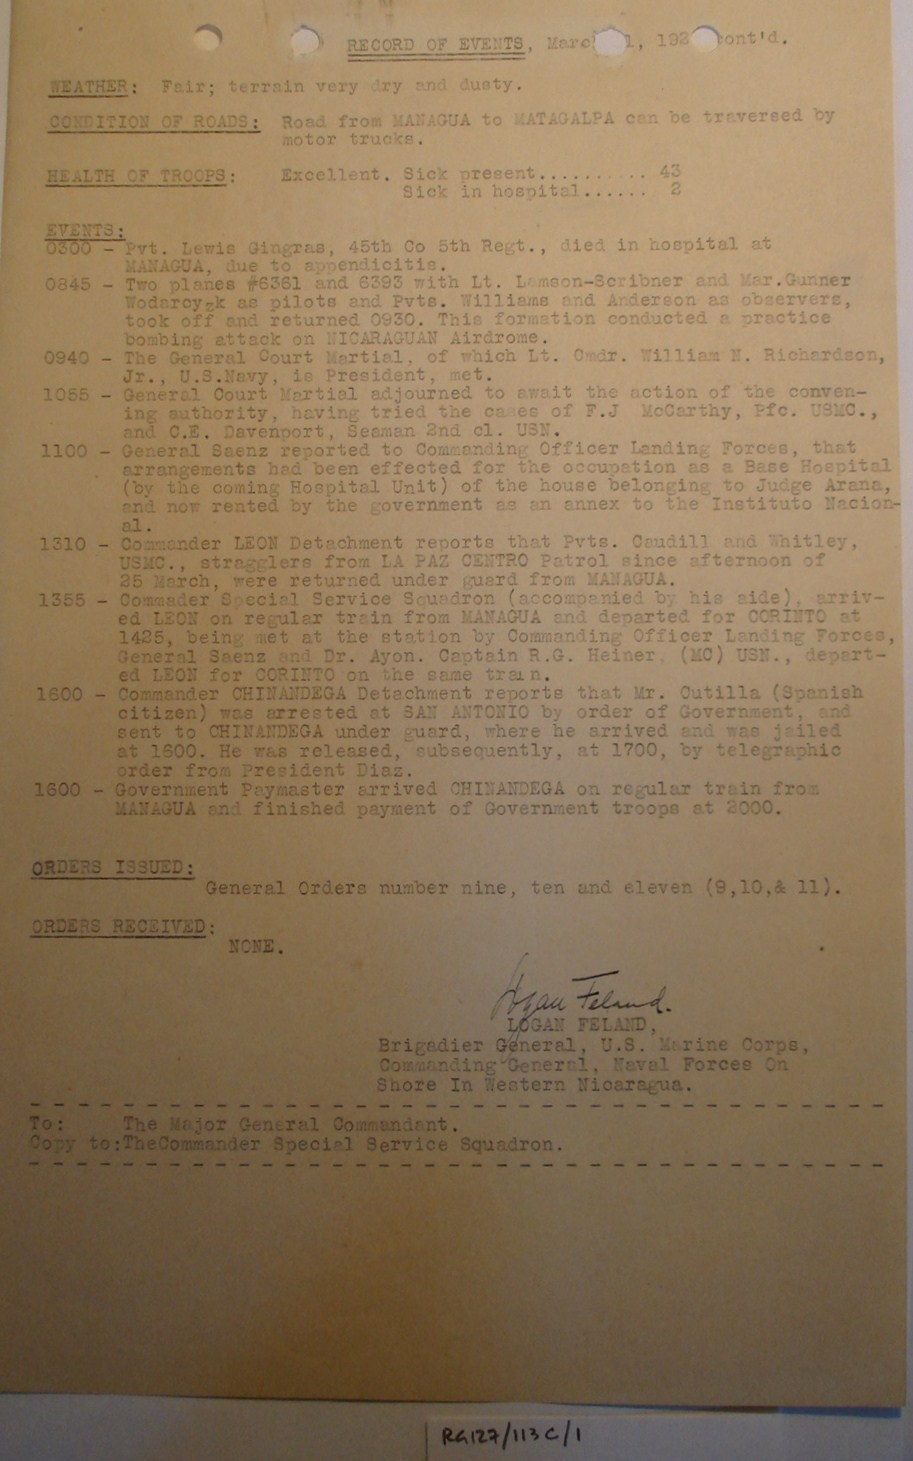 RECORD OF EVENTS, March 1, 192 cont'd.
WEATHER: Fair; terrain very dry and dusty.
CONDITION OF ROADS: Road from MANAGUA to MATAGALPA can be traversed by
motor trucks.
HEALTH OF TROOPS: Excellent. Sick present.......... 43
Sick in hospital...... 2
EVENTS:
0300 - Pvt. Lewis Gingras, 45th Co 5th Regt., died in hospital at
MANAGUA, due to appendicitis.
0845 - Two planes #6361 and 6393 with Lt. Lamson-Scribner and Mar.Gunner
Wodarcyzk as pilots and Pvts. Williams and Anderson as observers,
took off and returned 0930. This formation conducted a practice
bombing attack on NICARAGUAN Airdrome.
0940 - The General Court Martial, of which Lt. Cmdr. William N. Richardson,
Jr., U.S.Navy, is President, met.
1055 - General Court Martial adjourned to await the action of the conven-
ing authority, having tried the cases of F.J McCarthy, Pfc. USMC.,
and C.E. Davenport, Seaman 2nd cl. USN.
1100 - General Saenz reported to Commanding Officer Landing Forces, that
arrangements had been effected for the occupation as a Base Hospital
(by the coming Hospital Unit) of the house belonging to Judge Arana,
and now rented by the government as an annex to the Instituto Nacion-
al.
1310 - Commander LEON Detachment reports that Pvts. Caudill and Whitley,
USMC., stragglers from LA PAZ CENTRO Patrol since afternoon of
25 March, were returned under guard from MANAGUA.
1355 - Commader Special Service Squadron (accompanied by his aide), arriv-
ed LEON on regular train from MANAGUA and departed for CORINTO at
1425, being met at the station by Commanding Officer Landing Forces,
General Saenz and Dr. Ayon. Captain R.G. Heiner, (MC) USN., depart-
ed LEON for CORINTO on the same train.
1600 - Commander CHINANDEGA Detachment reports that Mr. Cutilla (Spanish
citizen) was arrested at SAN ANTONIO by order of Government, and
sent to CHINANDEGA under guard, where he arrived and was jailed
at 1600. He was released, subsequently, at 1700, by telegraphic
order from President Diaz.
1600 - Government Paymaster arrived CHINANDEGA on regular train from
MANAGUA and finished payment of Government troops at 2000.
ORDERS ISSUED:
General Orders number nine, ten and eleven (9,10,& 11).
ORDERS RECEIVED:
NONE.
Logan Feland.
LOGAN FELAND,
Brigadier General, U.S. Marine Corps,
Commanding General, Naval Forces On
Shore In Western Nicaragua.
To: The Major General Commandant.
Copy to:TheCommander Special Service Squadron.
RG127/113C/1